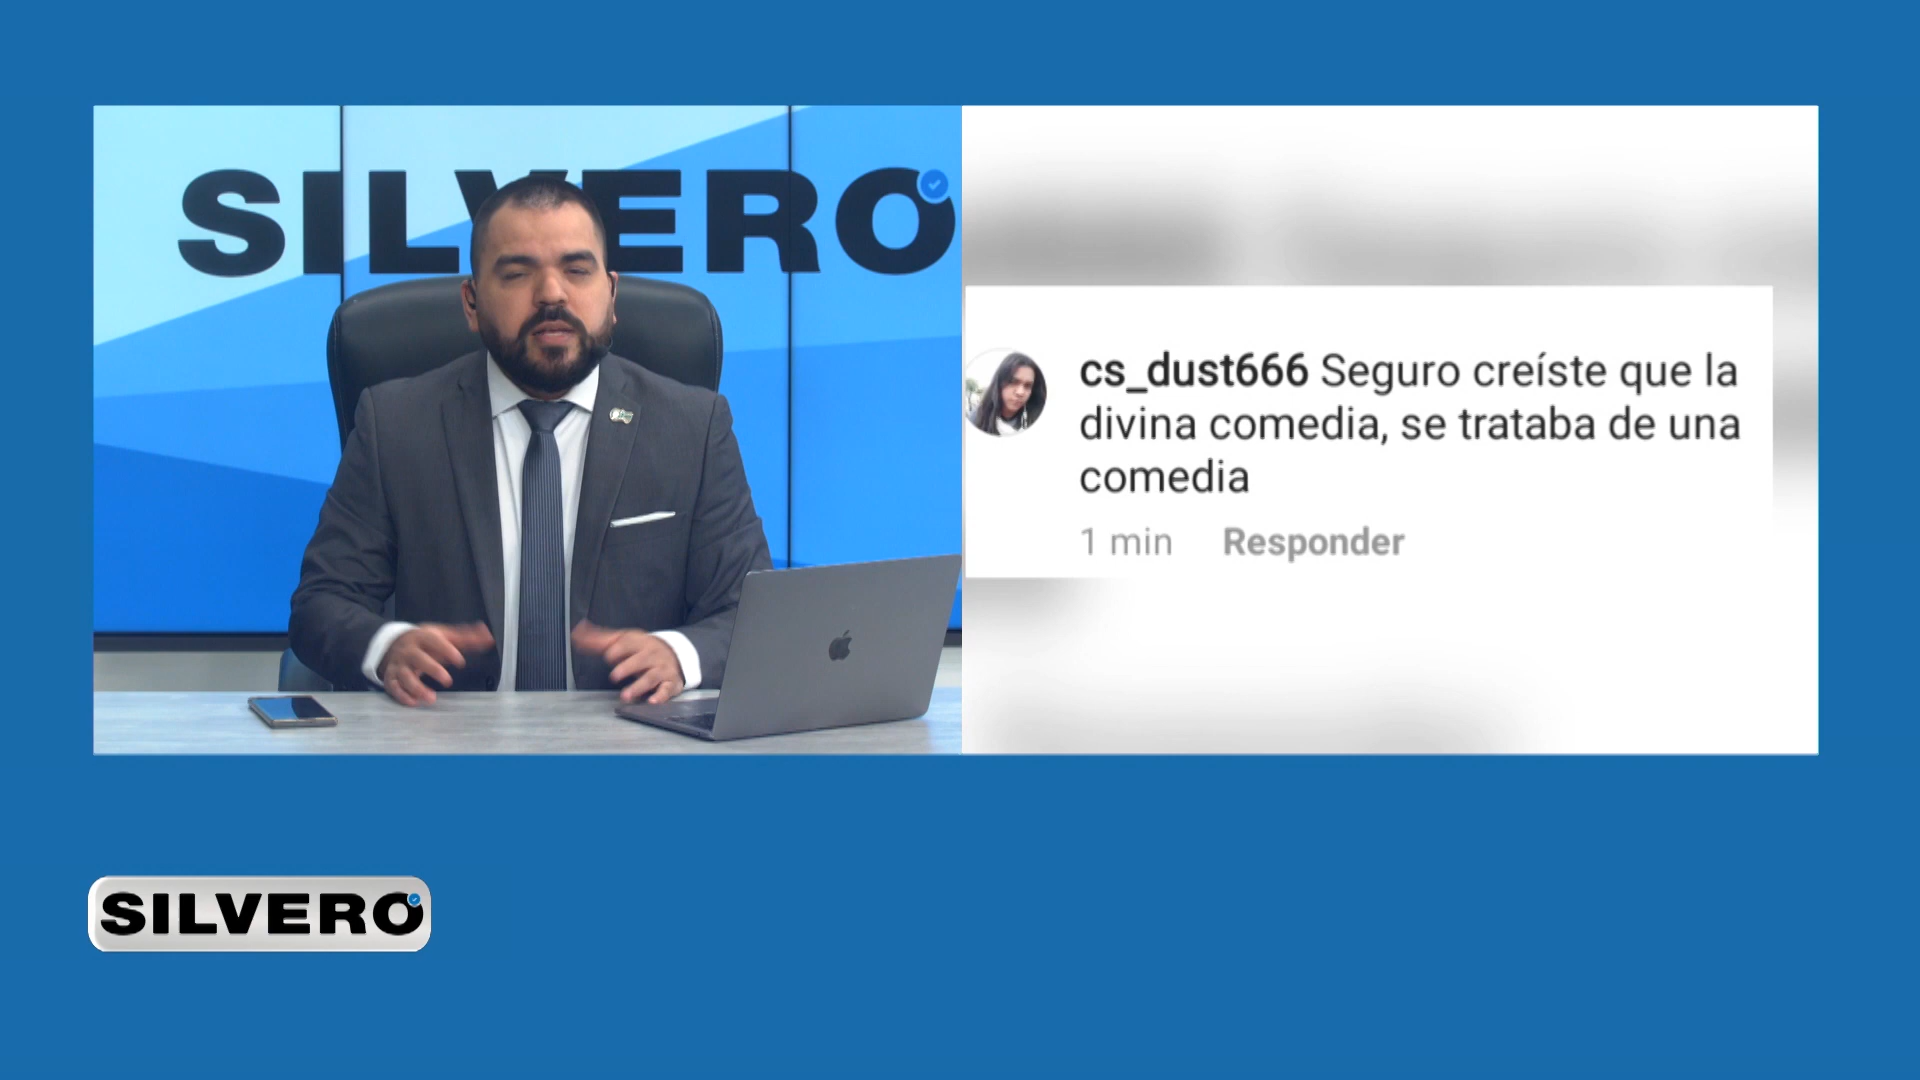 SILVERO
cs_dust666 Seguro creíste que la
divina comedia, se trataba de una
comedia
1 min Responder
SILVERO